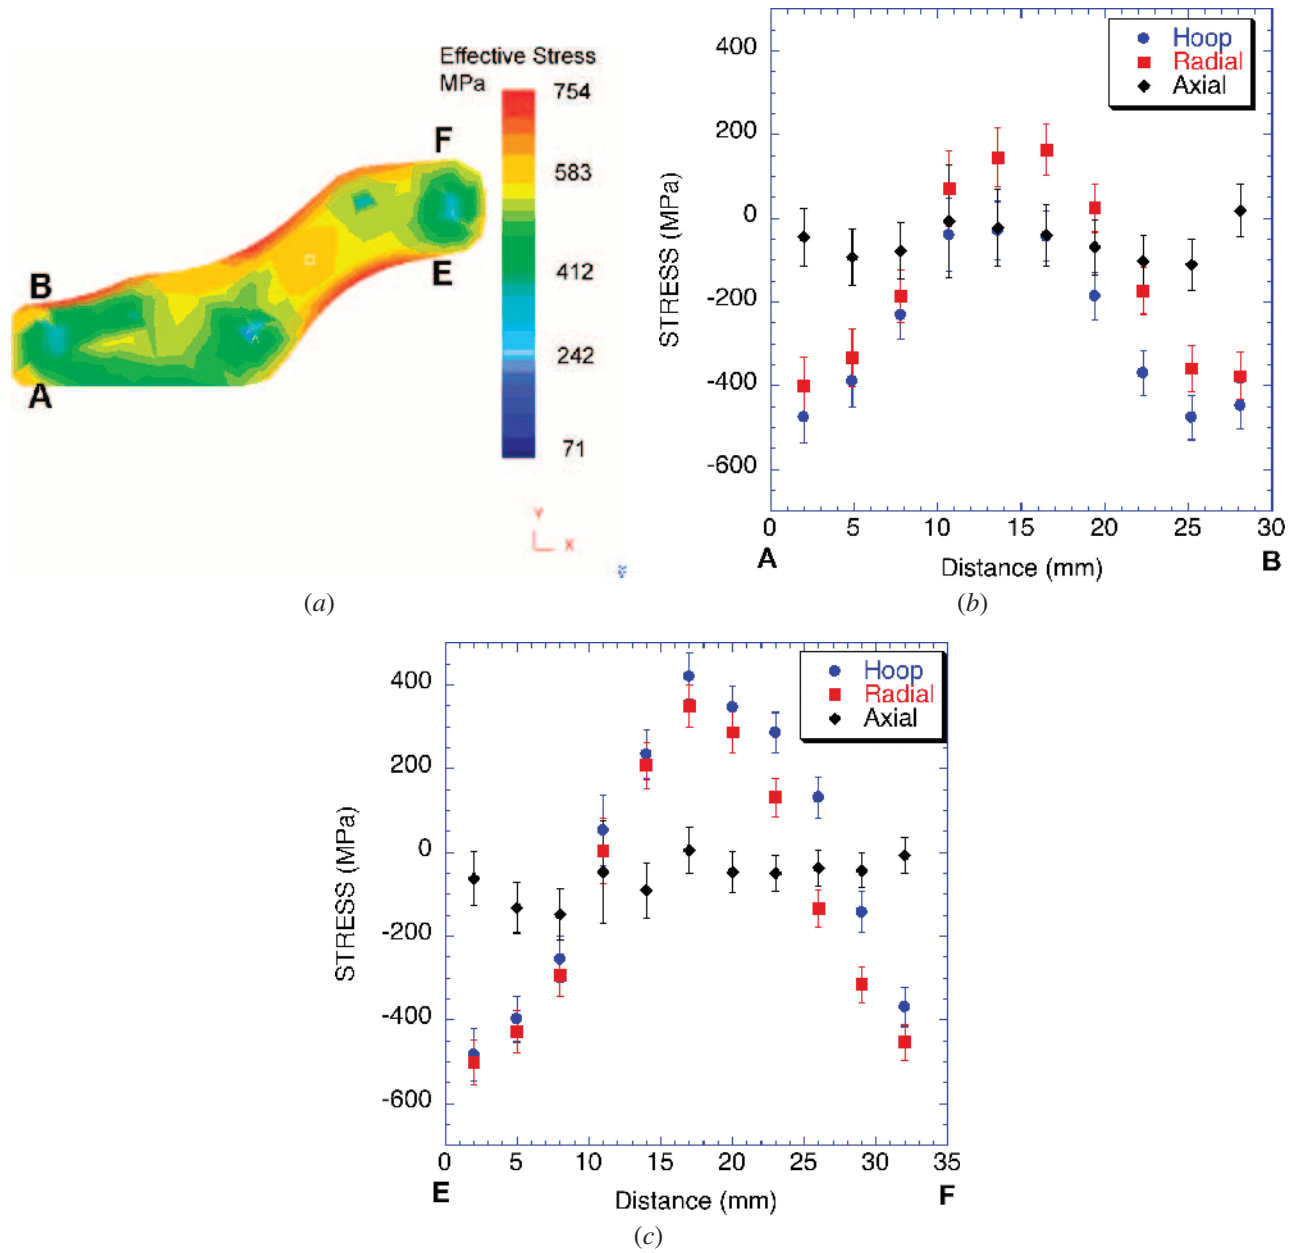 Effective Stress
MPa
754
583
412
242
71
F
E
B
A
Y
X
(a)
Hoop
Radial
Axial
400
200
0
-200
-400
-600
STRESS (MPa)
0 5 10 15 20 25 30
A Distance (mm) B
(b)
Hoop
Radial
Axial
400
200
0
-200
-400
-600
STRESS (MPa)
0 5 10 15 20 25 30 35
E Distance (mm) F
(c)